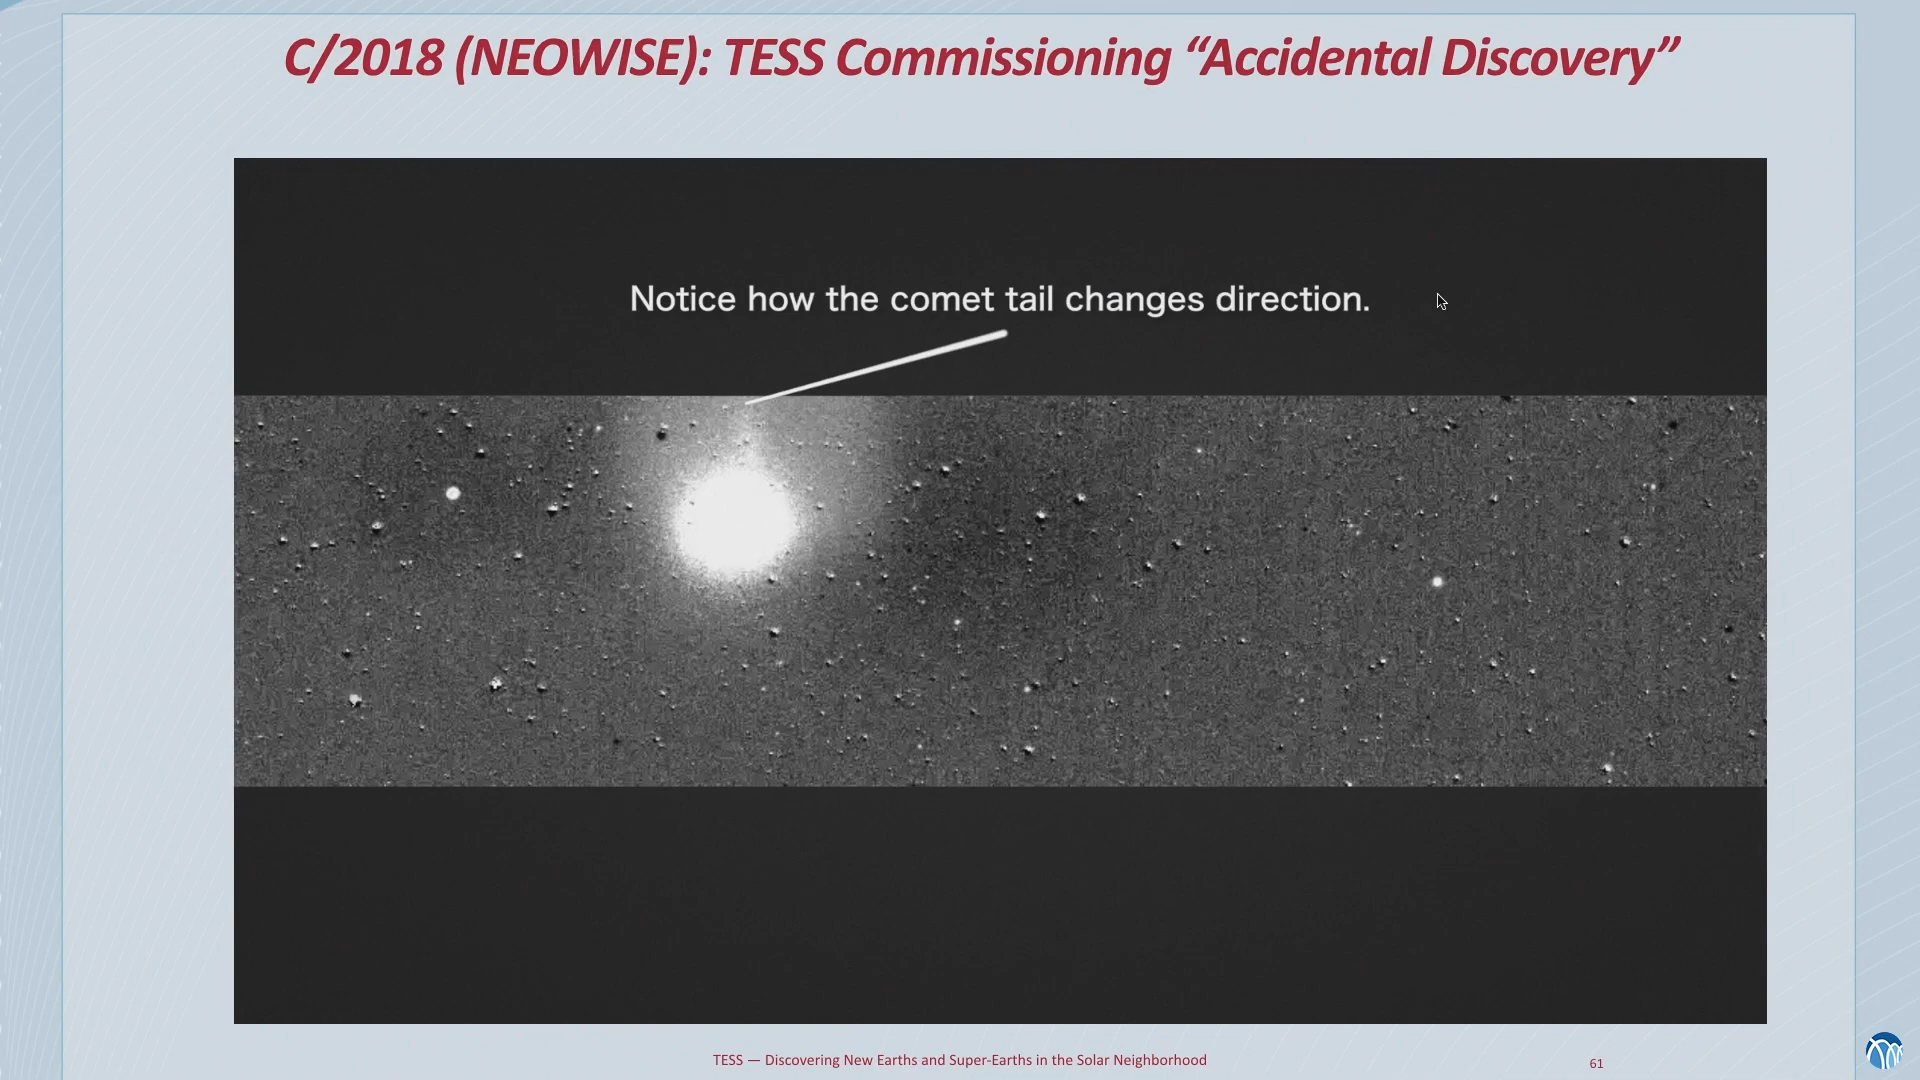 C/2018 (NEOWISE): TESS Commissioning “Accidental Discovery”
Notice how the comet tail changes direction.
TESS — Discovering New Earths and Super-Earths in the Solar Neighborhood
61